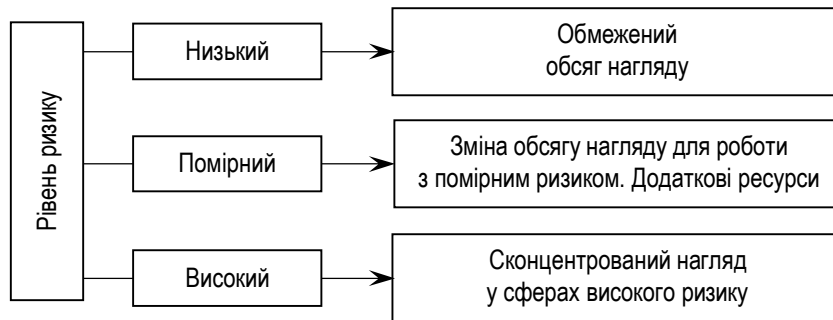 Рівень ризику
Низький
Обмежений
обсяг нагляду
Помірний
Зміна обсягу нагляду для роботи
з помірним ризиком. Додаткові ресурси
Високий
Сконцентрований нагляд
у сферах високого ризику